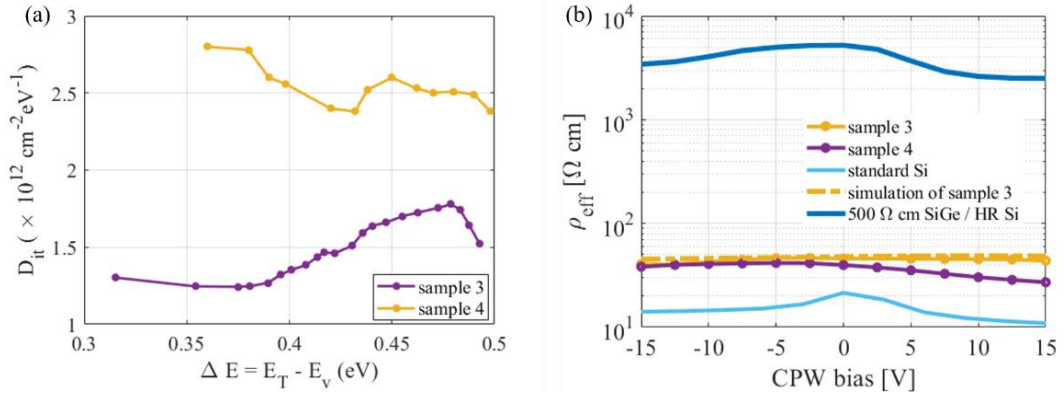 (a)
3
2.5
2
1.5
1
D_it ( × 10^12 cm^-2 eV^-1)
sample 3
sample 4
0.3 0.35 0.4 0.45 0.5
Δ E = E_T - E_v (eV)
(b)
10^4
10^3
10^2
10^1
ρ_eff [Ω cm]
sample 3
sample 4
standard Si
simulation of sample 3
500 Ω cm SiGe / HR Si
-15 -10 -5 0 5 10 15
CPW bias [V]